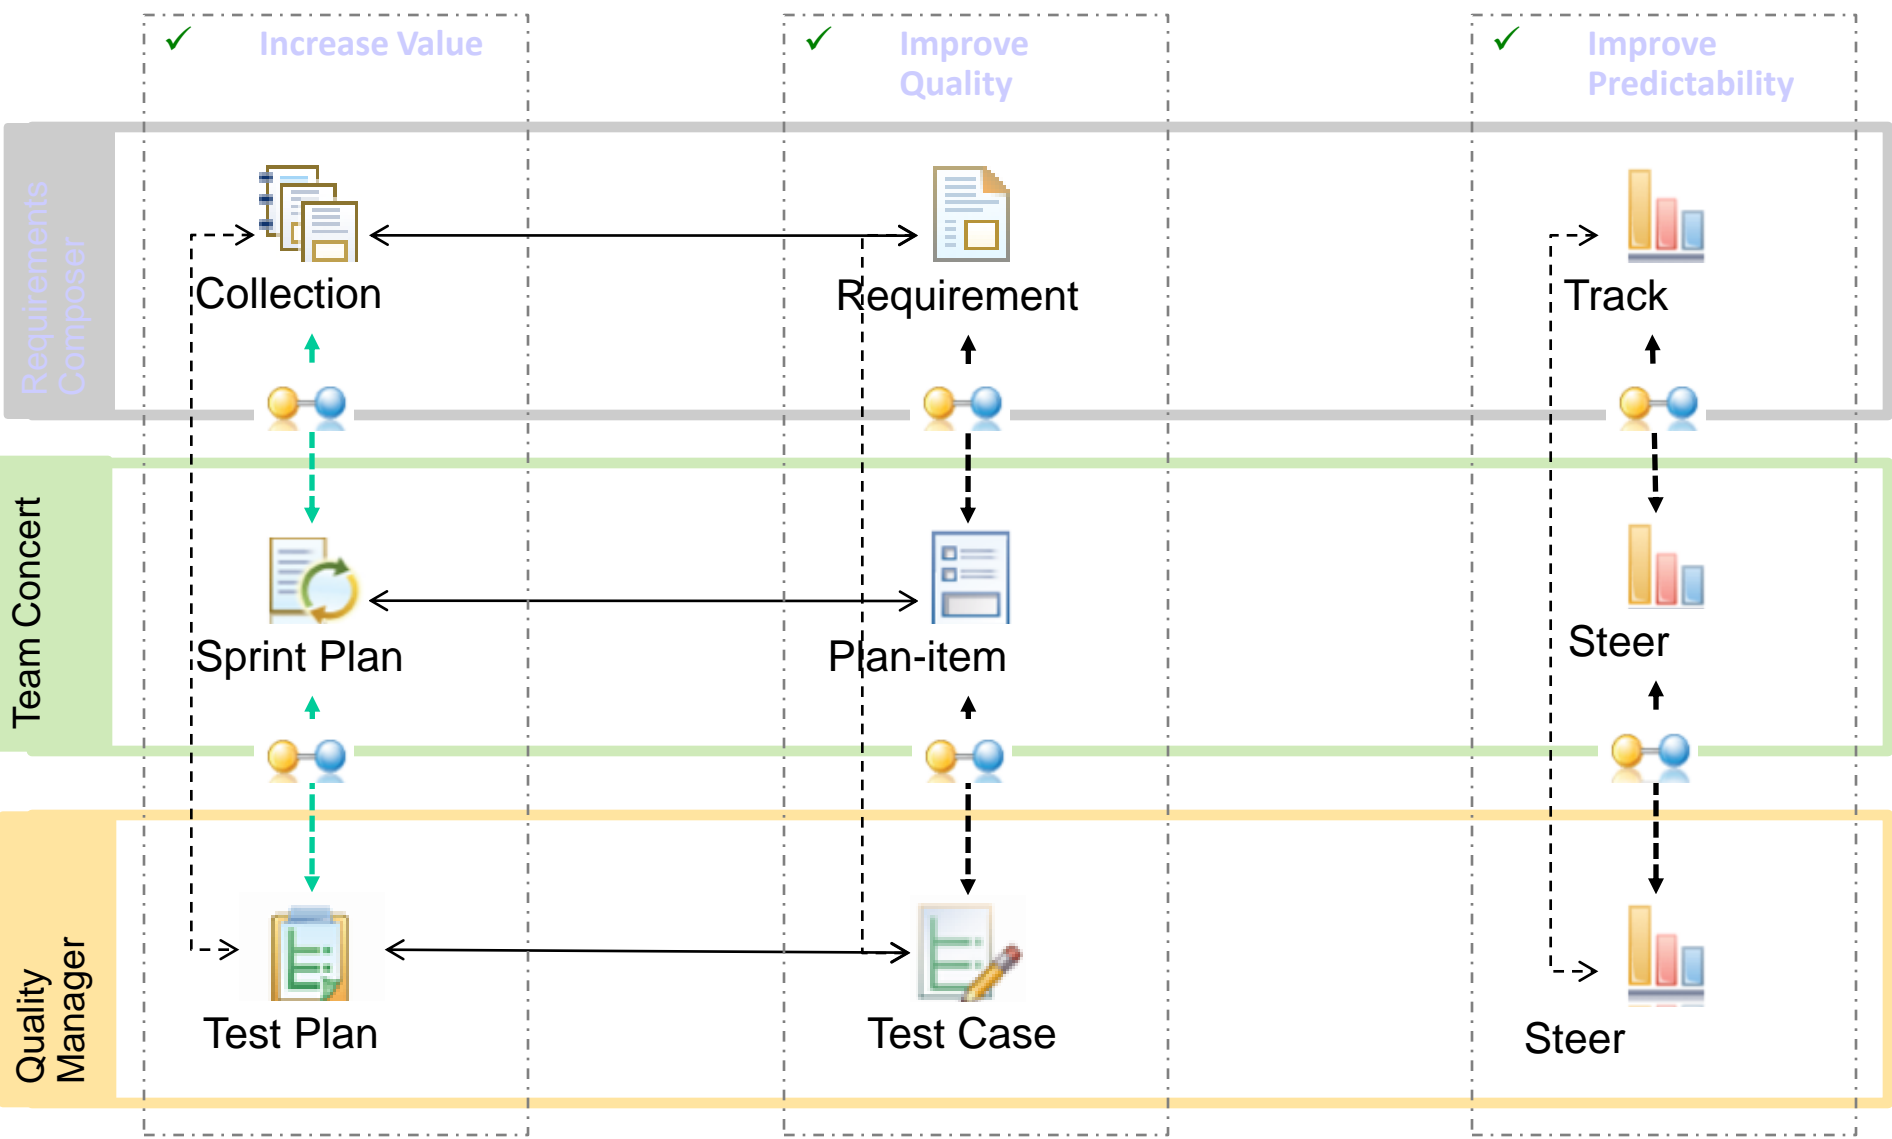 Increase Value
Improve
Quality
Improve
Predictability
Requirements
Composer
Collection
Requirement
Track
Team Concert
Sprint Plan
Plan-item
Steer
Quality
Manager
Test Plan
Test Case
Steer